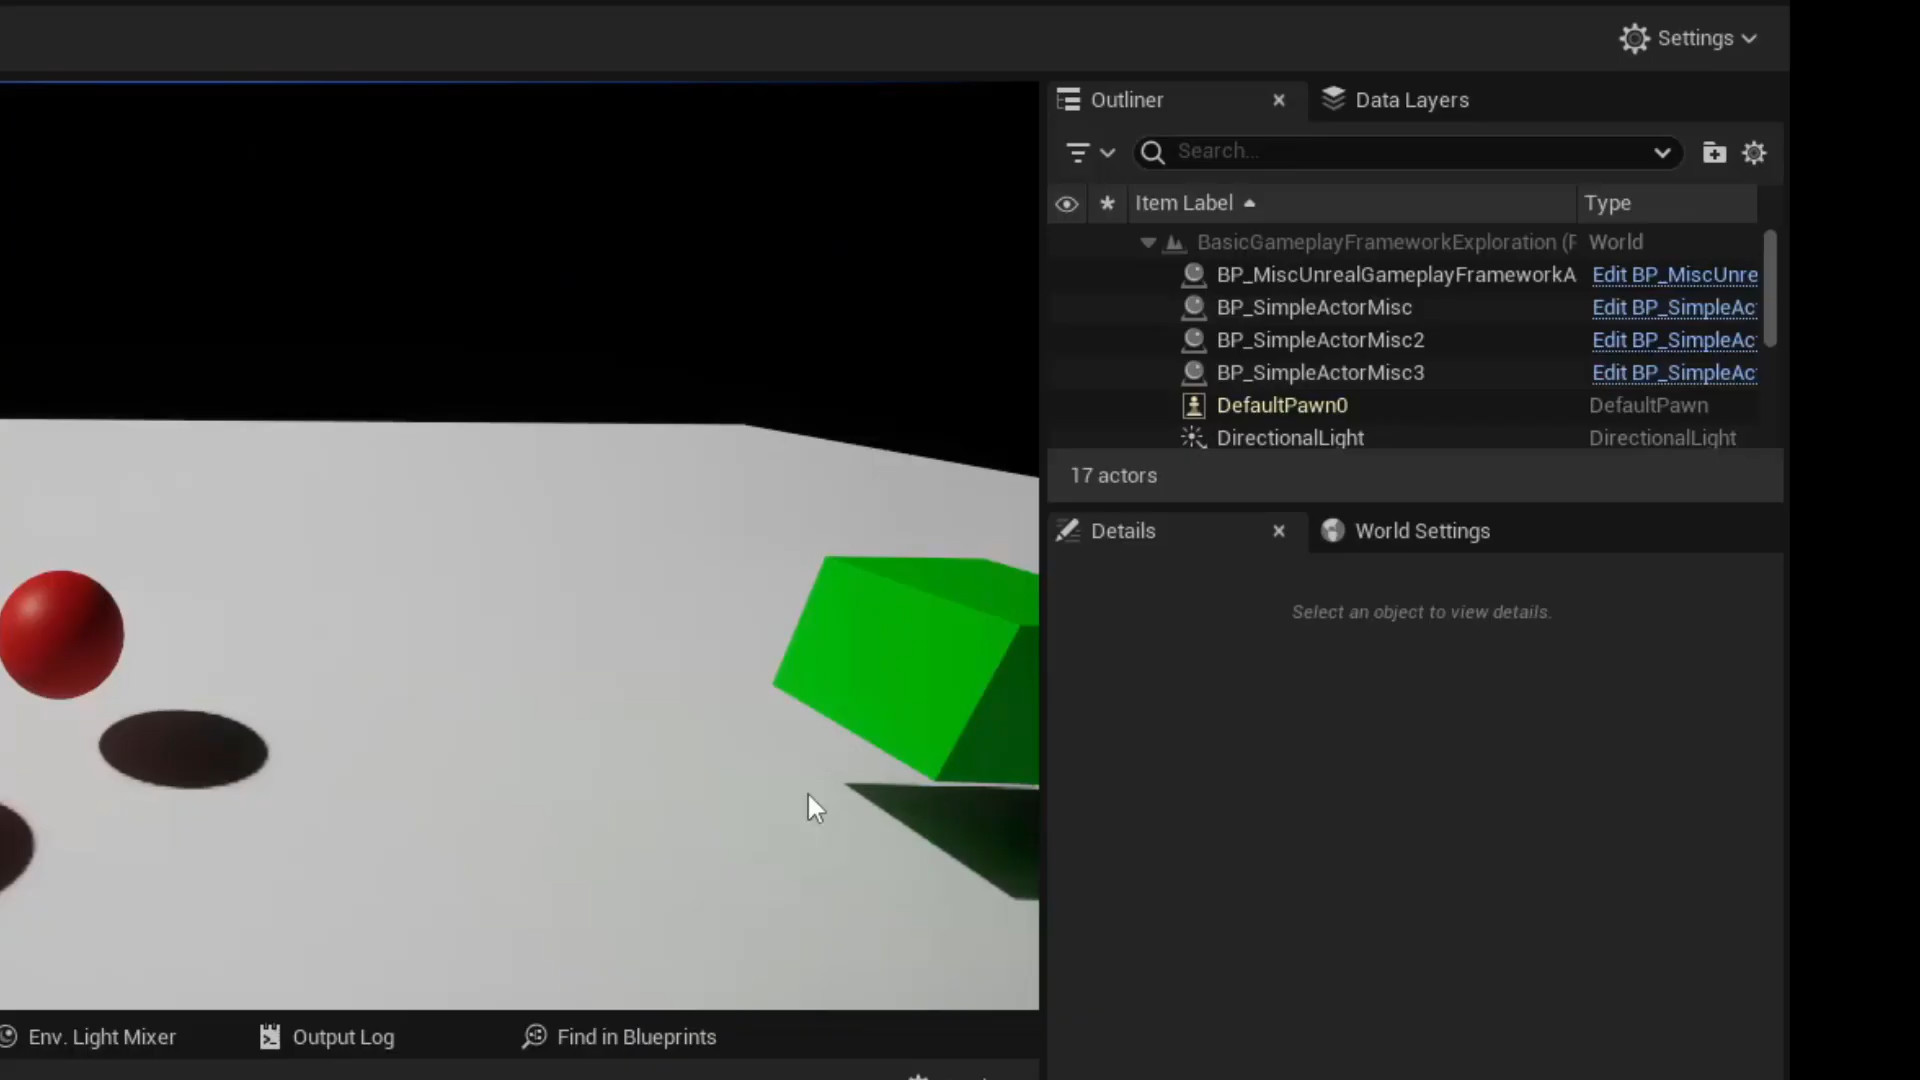 Settings
Outliner
Data Layers
Search...
Item Label
Type
BasicGameplayFrameworkExploration (
World
BP_MiscUnrealGameplayFrameworkA
Edit BP_MiscUnre
BP_SimpleActorMisc
Edit BP_SimpleAc
BP_SimpleActorMisc2
Edit BP_SimpleAc
BP_SimpleActorMisc3
Edit BP_SimpleAc
DefaultPawn0
DefaultPawn
DirectionalLight
DirectionalLight
17 actors
Details
World Settings
Select an object to view details.
Env. Light Mixer
Output Log
Find in Blueprints